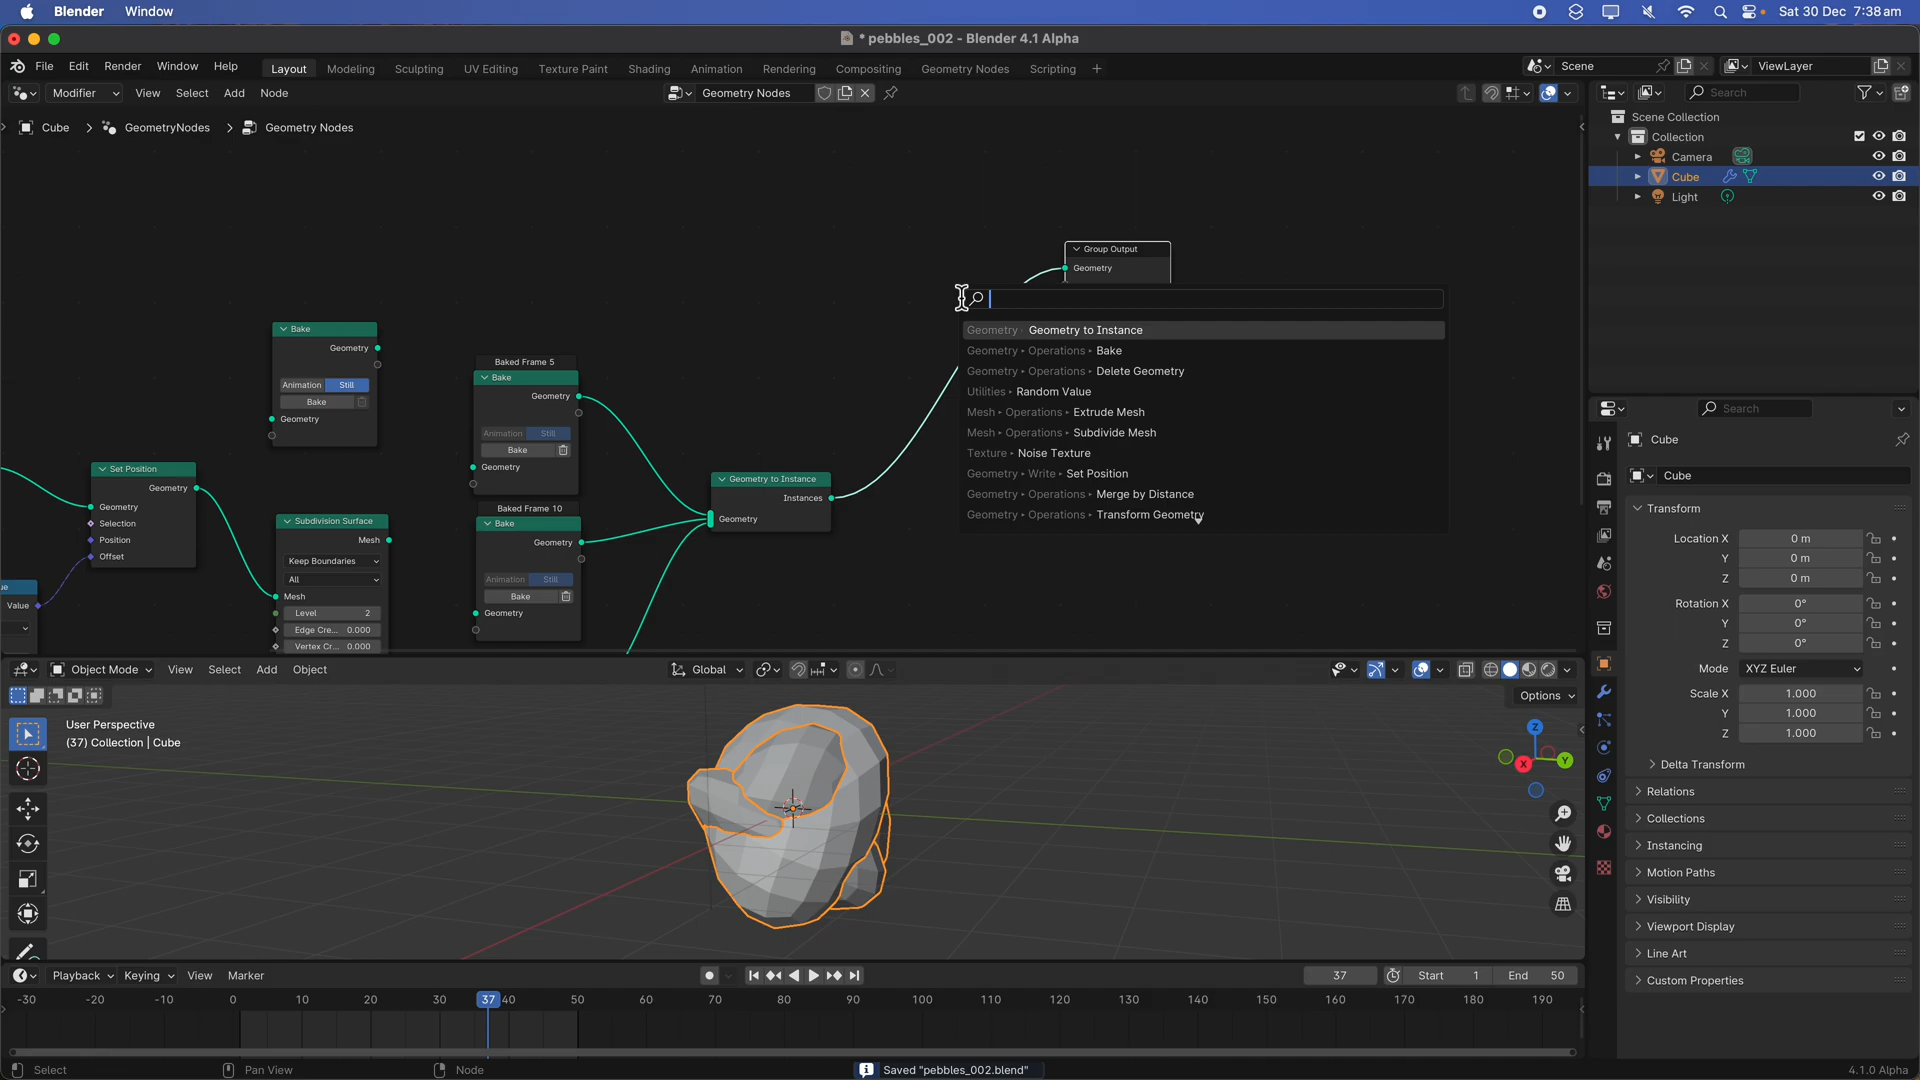 Blender Window Sat 30 Dec 7:38 am
* pebbles_002 - Blender 4.1 Alpha
File Edit Render Window Help Layout Modeling Sculpting UV Editing Texture Paint Shading Animation Rendering Compositing Geometry Nodes Scripting + Scene ViewLayer
Modifier View Select Add Node Geometry Nodes Search
Cube > GeometryNodes > Geometry Nodes
Scene Collection
Collection
Camera
Cube
Light
Group Output
Geometry
Geometry ▸ Geometry to Instance
Geometry ▸ Operations ▸ Bake
Geometry ▸ Operations ▸ Delete Geometry
Utilities ▸ Random Value
Mesh ▸ Operations ▸ Extrude Mesh
Mesh ▸ Operations ▸ Subdivide Mesh
Texture ▸ Noise Texture
Geometry ▸ Write ▸ Set Position
Geometry ▸ Operations ▸ Merge by Distance
Geometry ▸ Operations ▸ Transform Geometry
Bake
Geometry
Animation Still
Bake
Geometry
Baked Frame 5
Bake
Geometry
Animation Still
Bake
Geometry
Baked Frame 10
Bake
Geometry
Animation Still
Bake
Geometry
Geometry to Instance
Instances
Geometry
Set Position
Geometry
Geometry
Selection
Position
Offset
Value
Subdivision Surface
Mesh
Keep Boundaries
All
Mesh
Level 2
Edge Cre... 0.000
Vertex Cr... 0.000
Search
Cube
Cube
Transform
Location X 0 m
Y 0 m
Z 0 m
Rotation X 0°
Y 0°
Z 0°
Mode XYZ Euler
Scale X 1.000
Y 1.000
Z 1.000
Delta Transform
Relations
Collections
Instancing
Motion Paths
Visibility
Viewport Display
Line Art
Custom Properties
Object Mode View Select Add Object Global
Options
User Perspective
(37) Collection | Cube
Z
Y
X
Playback Keying View Marker 37 Start 1 End 50
-30 -20 -10 0 10 20 30 37 40 50 60 70 80 90 100 110 120 130 140 150 160 170 180 190
Select Pan View Node Saved "pebbles_002.blend" 4.1.0 Alpha